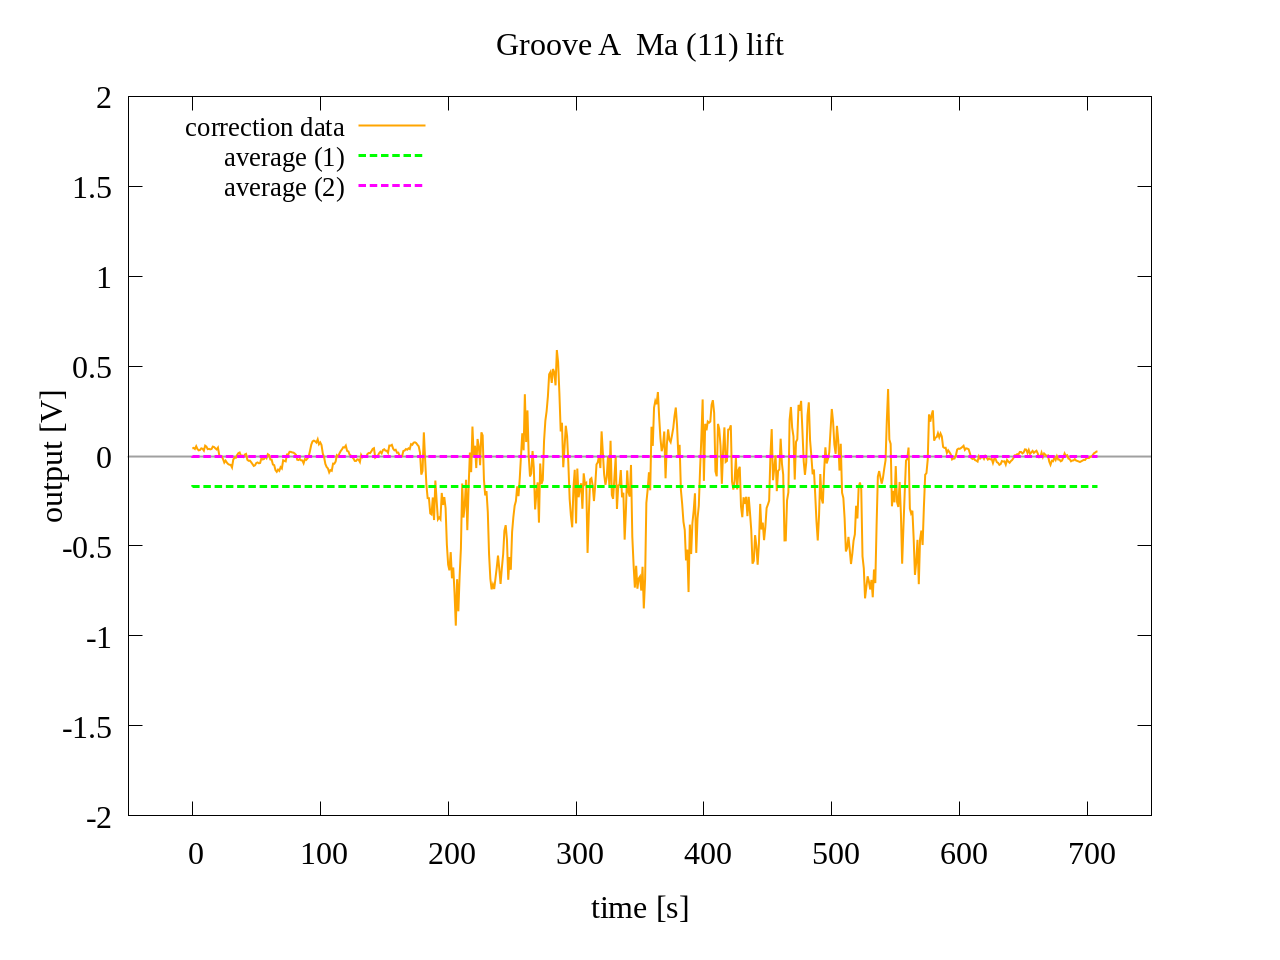 Groove A  Ma (11) lift
correction data
average (1)
average (2)
2
1.5
1
0.5
0
-0.5
-1
-1.5
-2
output [V]
0 100 200 300 400 500 600 700
time [s]